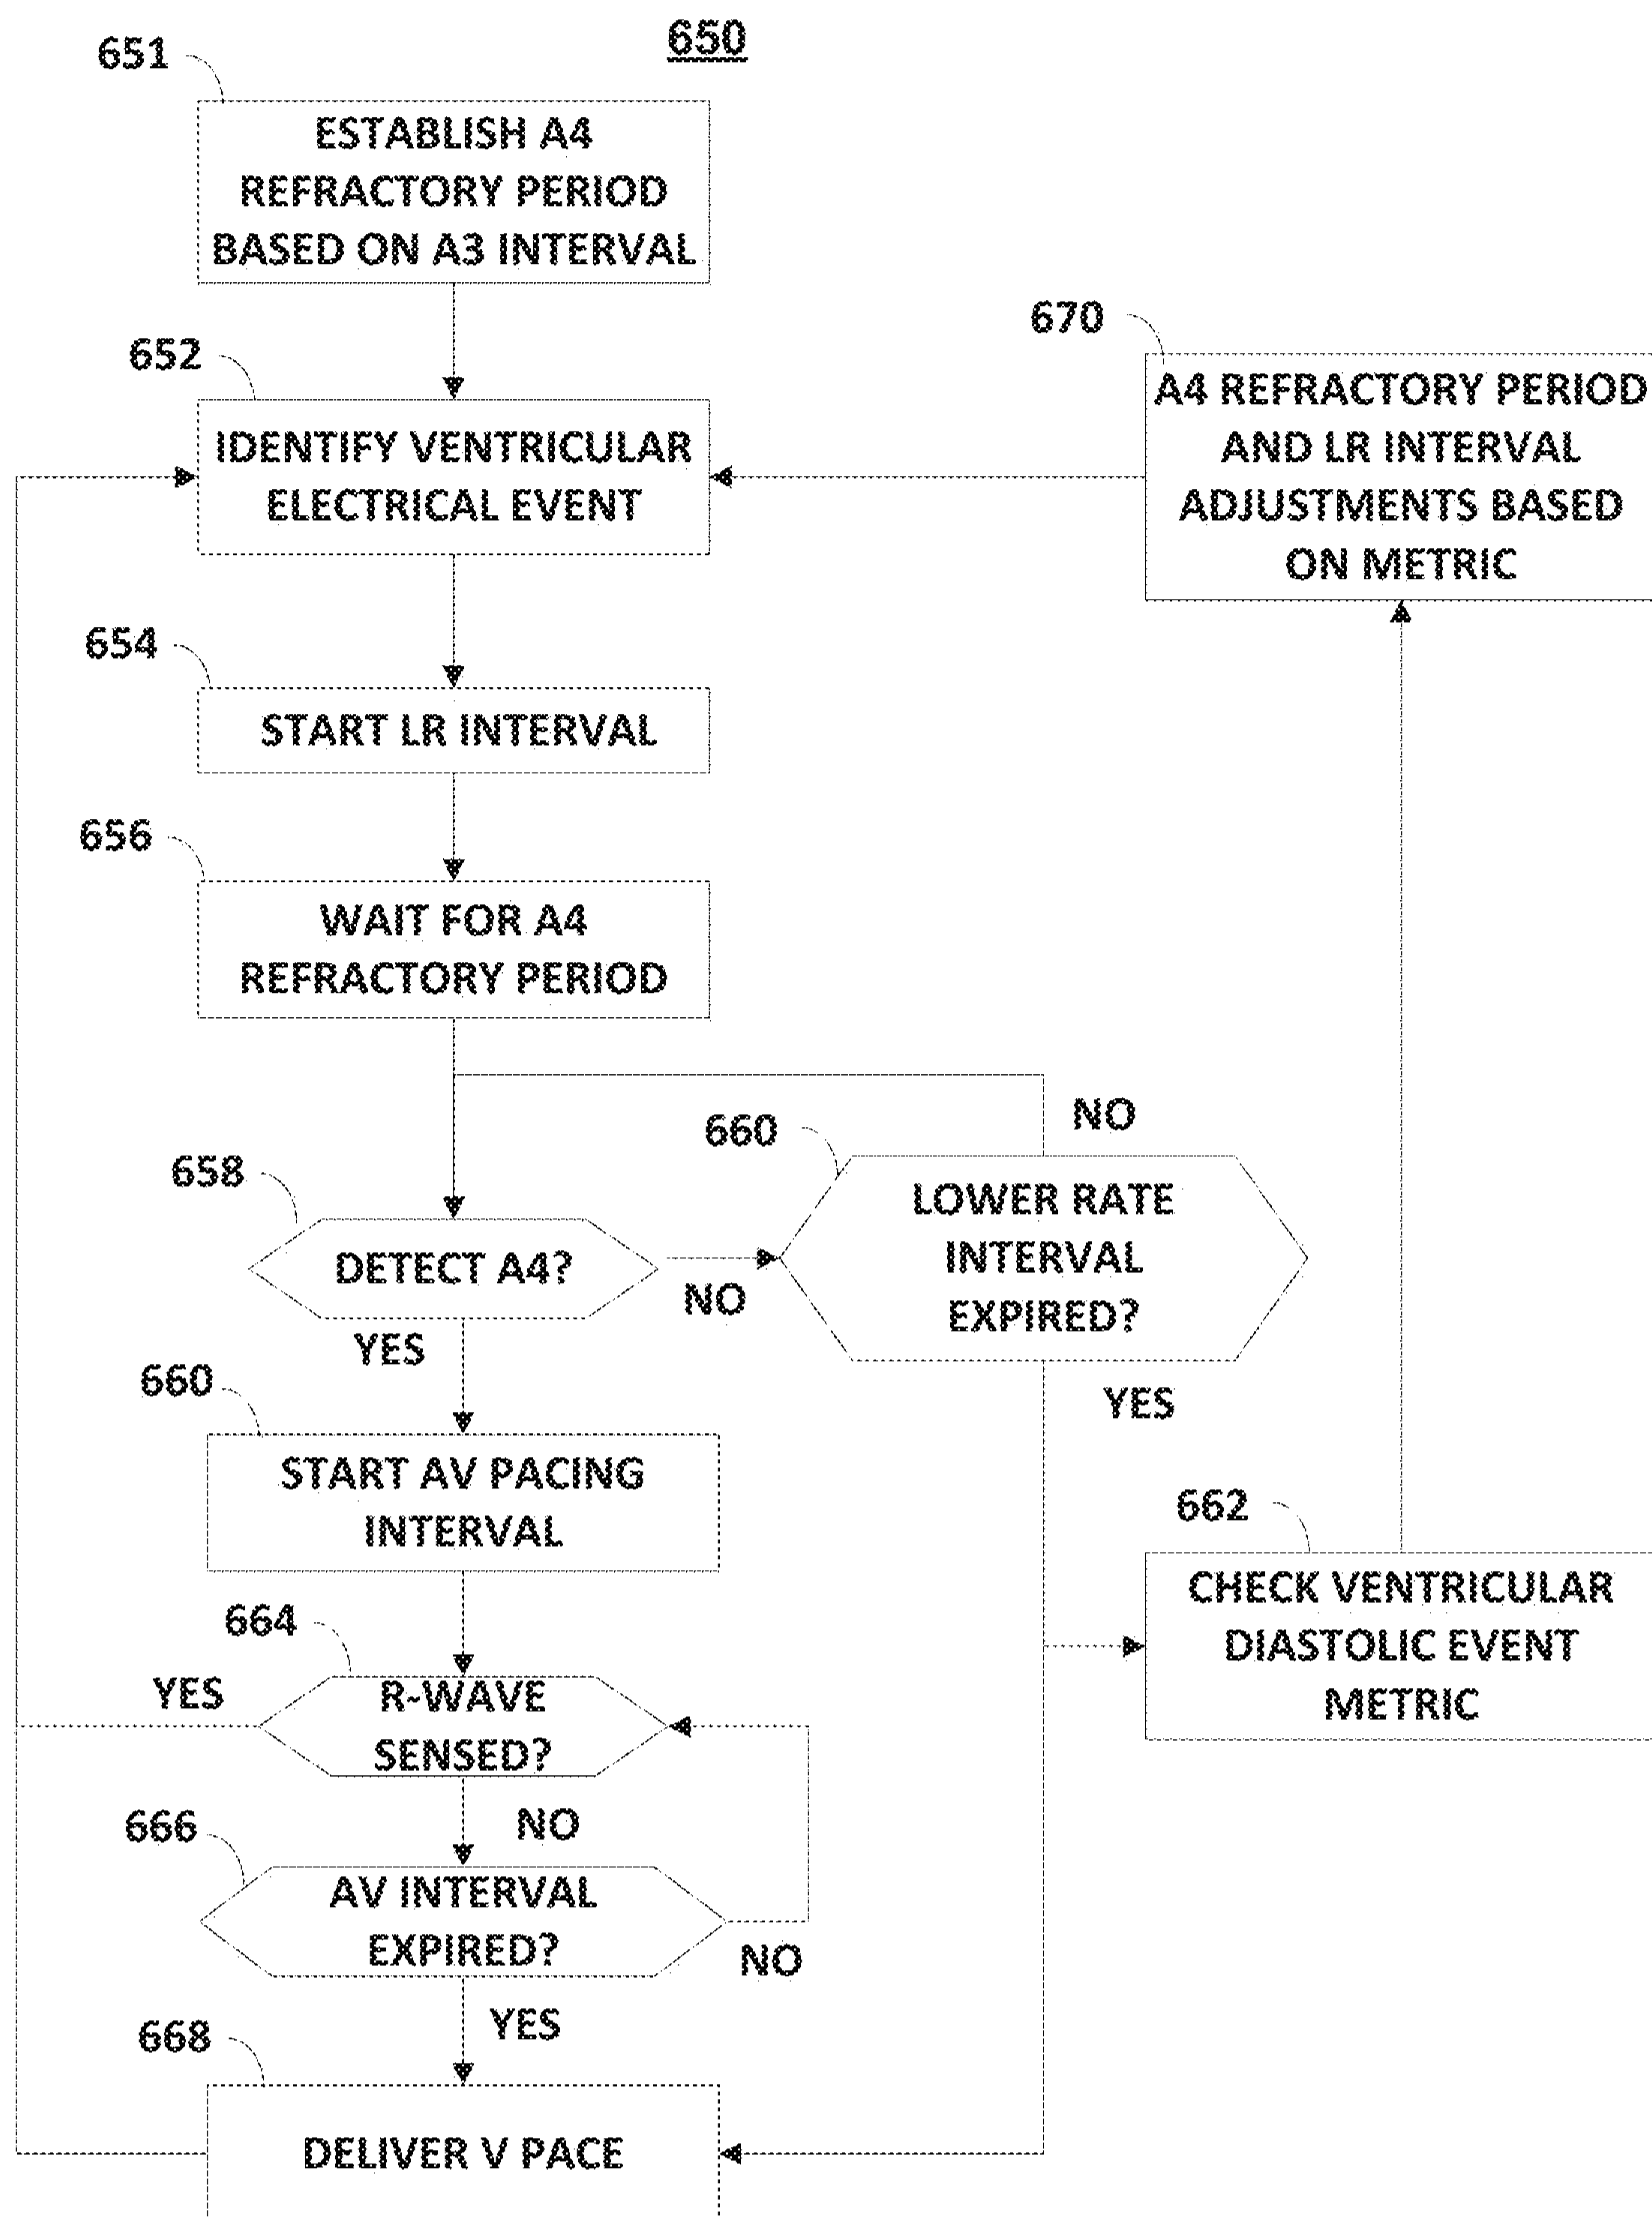 650
651
ESTABLISH A4
REFRACTORY PERIOD
BASED ON A3 INTERVAL
652
IDENTIFY VENTRICULAR
ELECTRICAL EVENT
670
A4 REFRACTORY PERIOD
AND LR INTERVAL
ADJUSTMENTS BASED
ON METRIC
654
START LR INTERVAL
656
WAIT FOR A4
REFRACTORY PERIOD
658
DETECT A4?
NO
YES
660
LOWER RATE
INTERVAL
EXPIRED?
NO
YES
660
START AV PACING
INTERVAL
662
CHECK VENTRICULAR
DIASTOLIC EVENT
METRIC
664
R-WAVE
SENSED?
YES
NO
666
AV INTERVAL
EXPIRED?
NO
YES
668
DELIVER V PACE